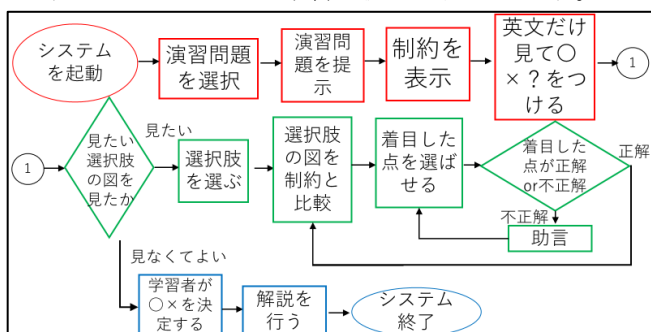 システム
を起動
演習問題
を選択
演習問
題を提
示
制約を
表示
英文だけ
見て〇
×？をつ
ける
1
1
見たい
選択肢
の図を
見たか
見たい
選択肢
を選ぶ
選択肢
の図を
制約と
比較
着目した
点を選ば
せる
着目した
点が正解
or不正解
正解
不正解
助言
見なくてよい
学習者が
〇×を決
定する
解説を
行う
システム
終了